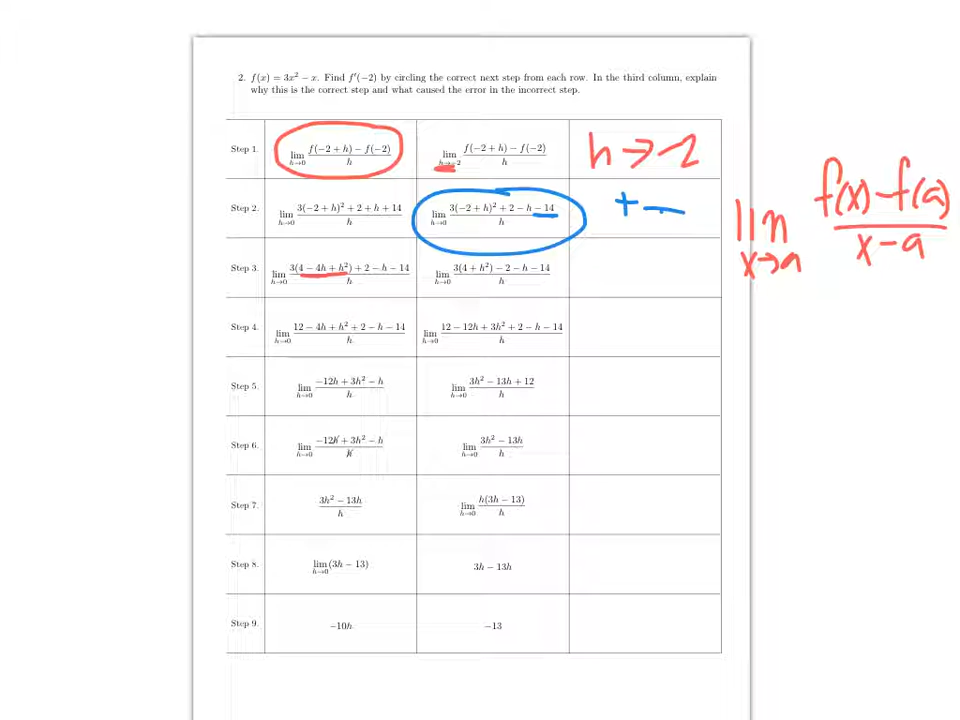 2. f(x) = 3x² − x. Find f′(−2) by circling the correct next step from each row. In the third column, explain
why this is the correct step and what caused the error in the incorrect step.
Step 1. lim h→0 (f(−2 + h) − f(−2))/h lim h→−2 (f(−2 + h) − f(−2))/h h→−2
Step 2. lim h→0 (3(−2 + h)² + 2 + h + 14)/h lim h→0 (3(−2 + h)² + 2 − h − 14)/h + −
lim x→a (f(x)−f(a))/(x−a)
Step 3. lim h→0 (3(4 − 4h + h²) + 2 − h − 14)/h lim h→0 (3(4 + h²) − 2 − h − 14)/h
Step 4. lim h→0 (12 − 4h + h² + 2 − h − 14)/h lim h→0 (12 − 12h + 3h² + 2 − h − 14)/h
Step 5. lim h→0 (−12h + 3h² − h)/h lim h→0 (3h² − 13h + 12)/h
Step 6. lim h→0 (−12h + 3h² − h)/h lim h→0 (3h² − 13h)/h
Step 7. (3h² − 13h)/h lim h→0 (h(3h − 13))/h
Step 8. lim h→0 (3h − 13) 3h − 13h
Step 9. −10h −13